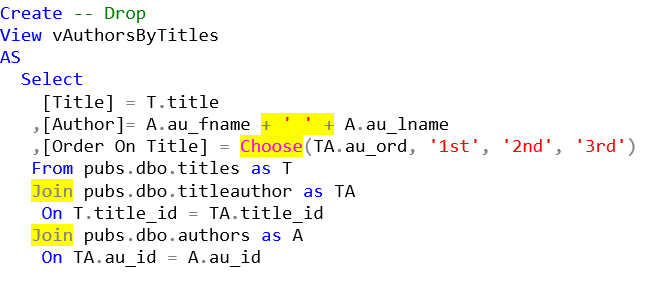 Create -- Drop
View vAuthorsByTitles
AS
Select
[Title] = T.title
,[Author]= A.au_fname + ' ' + A.au_lname
,[Order On Title] = Choose(TA.au_ord, '1st', '2nd', '3rd')
From pubs.dbo.titles as T
Join pubs.dbo.titleauthor as TA
On T.title_id = TA.title_id
Join pubs.dbo.authors as A
On TA.au_id = A.au_id